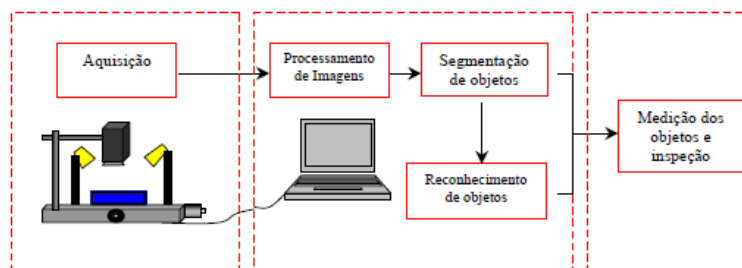 Aquisição
Processamento
de Imagens
Segmentação
de objetos
Reconhecimento
de objetos
Medição dos
objetos e
inspeção